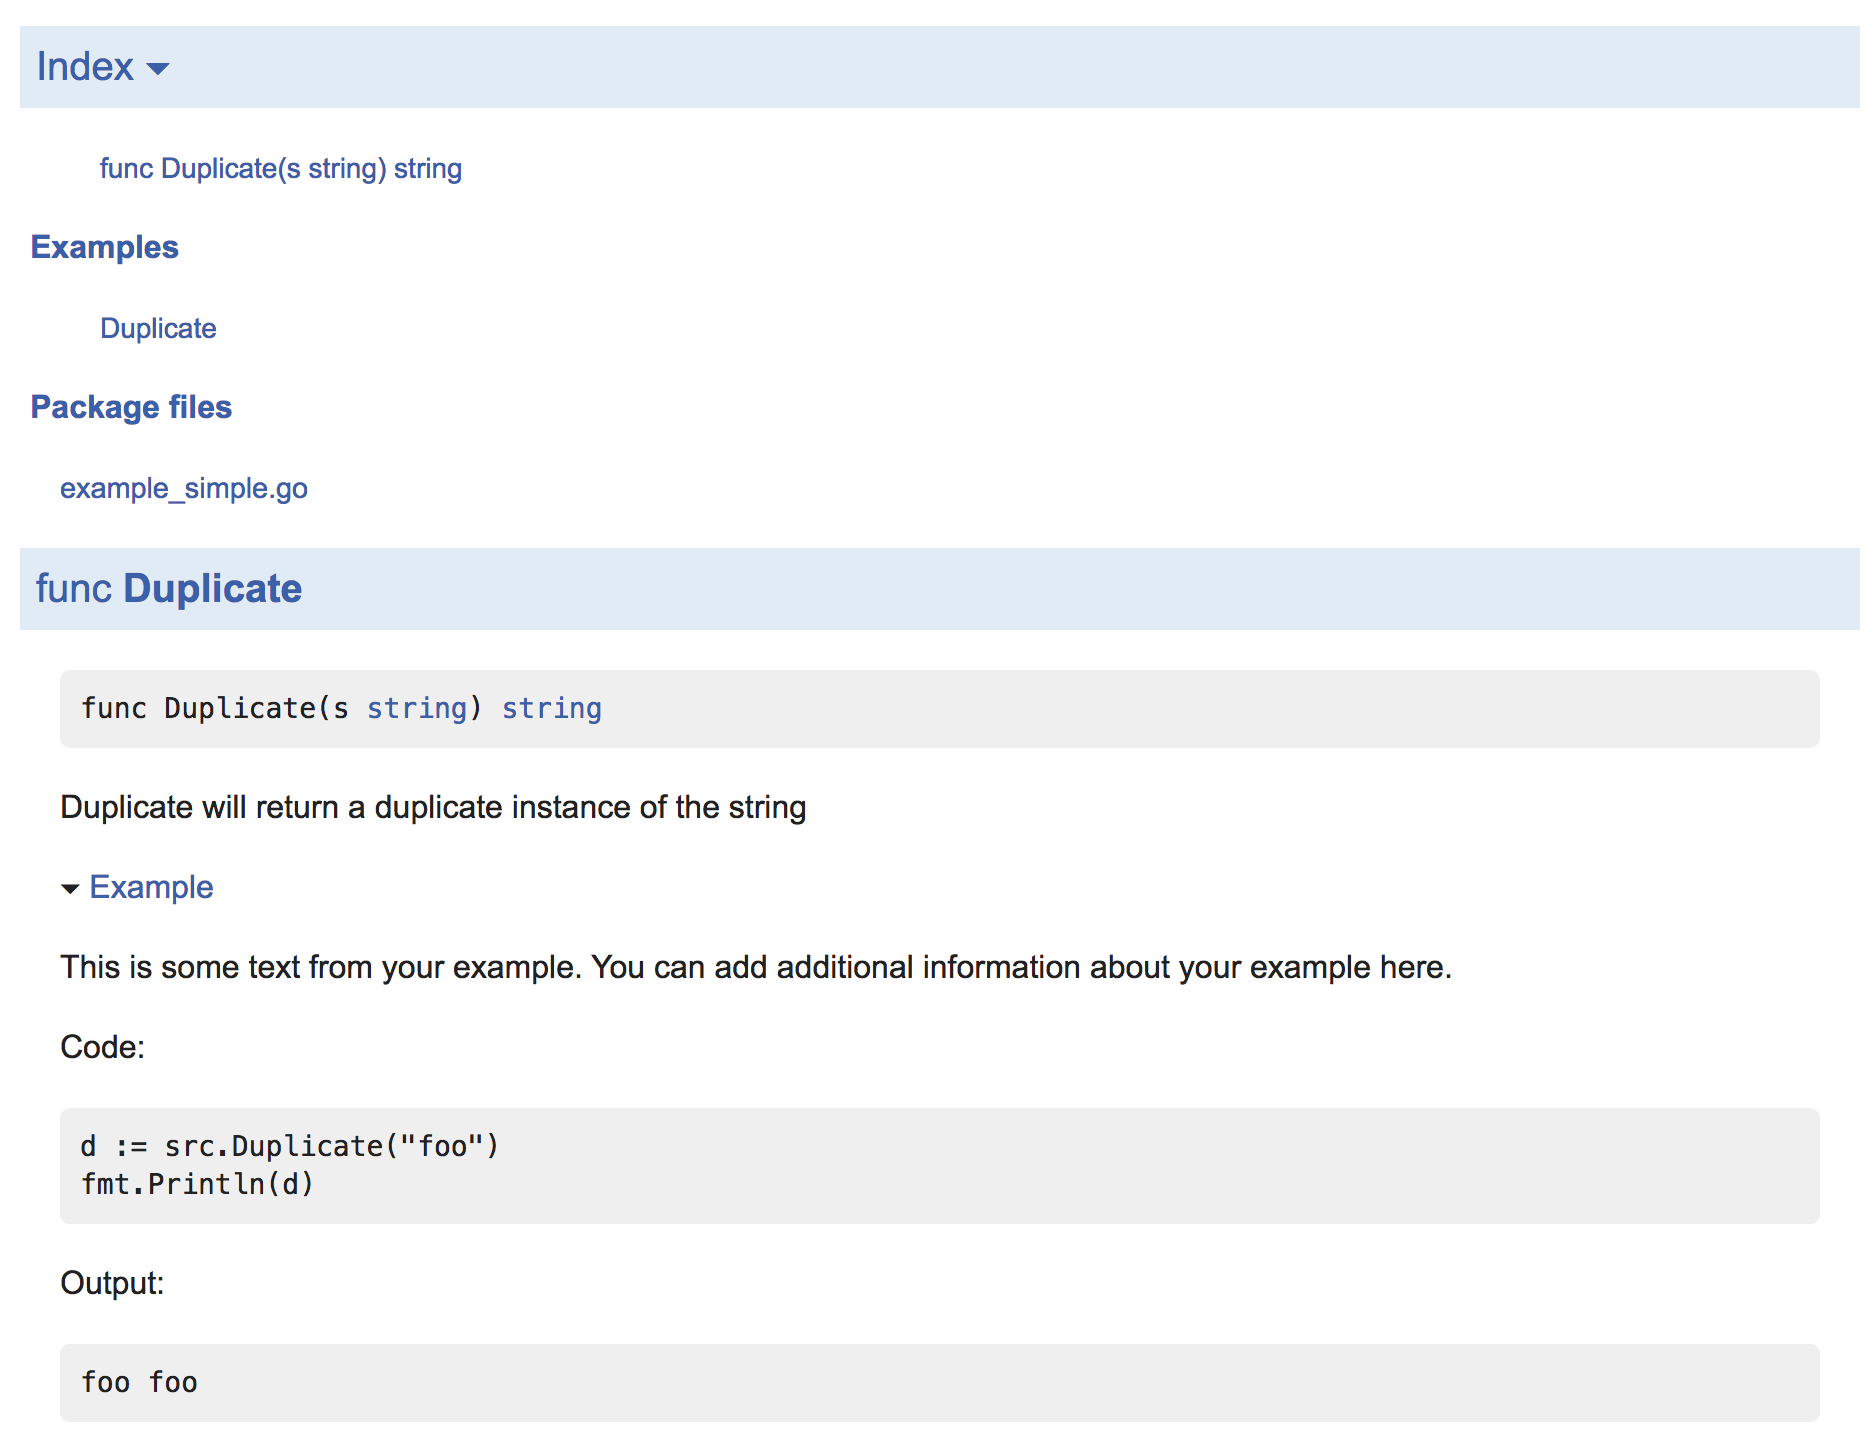 Index
func Duplicate(s string) string
Examples
Duplicate
Package files
example_simple.go
func Duplicate
func Duplicate(s string) string
Duplicate will return a duplicate instance of the string
Example
This is some text from your example. You can add additional information about your example here.
Code:
d := src.Duplicate("foo")
fmt.Println(d)
Output:
foo foo